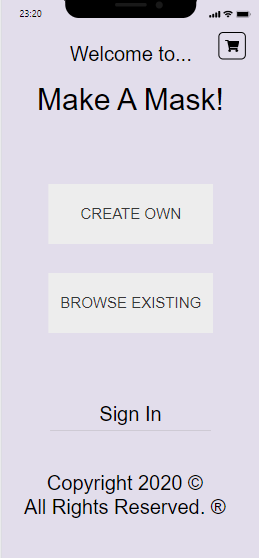 23:20
Welcome to...
Make A Mask!
CREATE OWN
BROWSE EXISTING
Sign In
Copyright 2020 ©
All Rights Reserved. ®